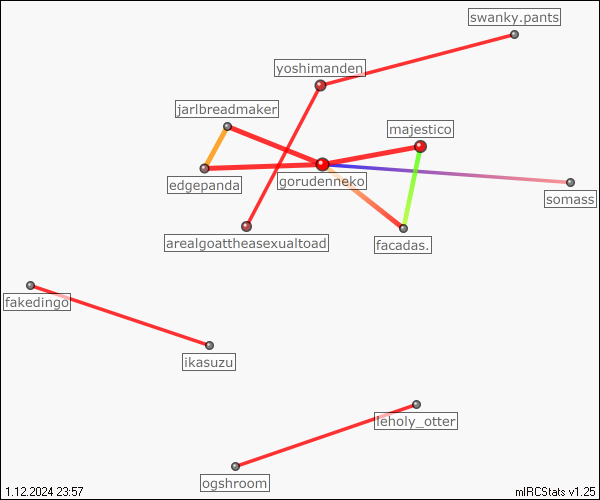 swanky.pants
yoshimanden
jarlbreadmaker
majestico
edgepanda
gorudenneko
somass
arealgoattheasexualtoad
facadas.
fakedingo
ikasuzu
leholy_otter
ogshroom
1.12.2024 23:57
mIRCStats v1.25